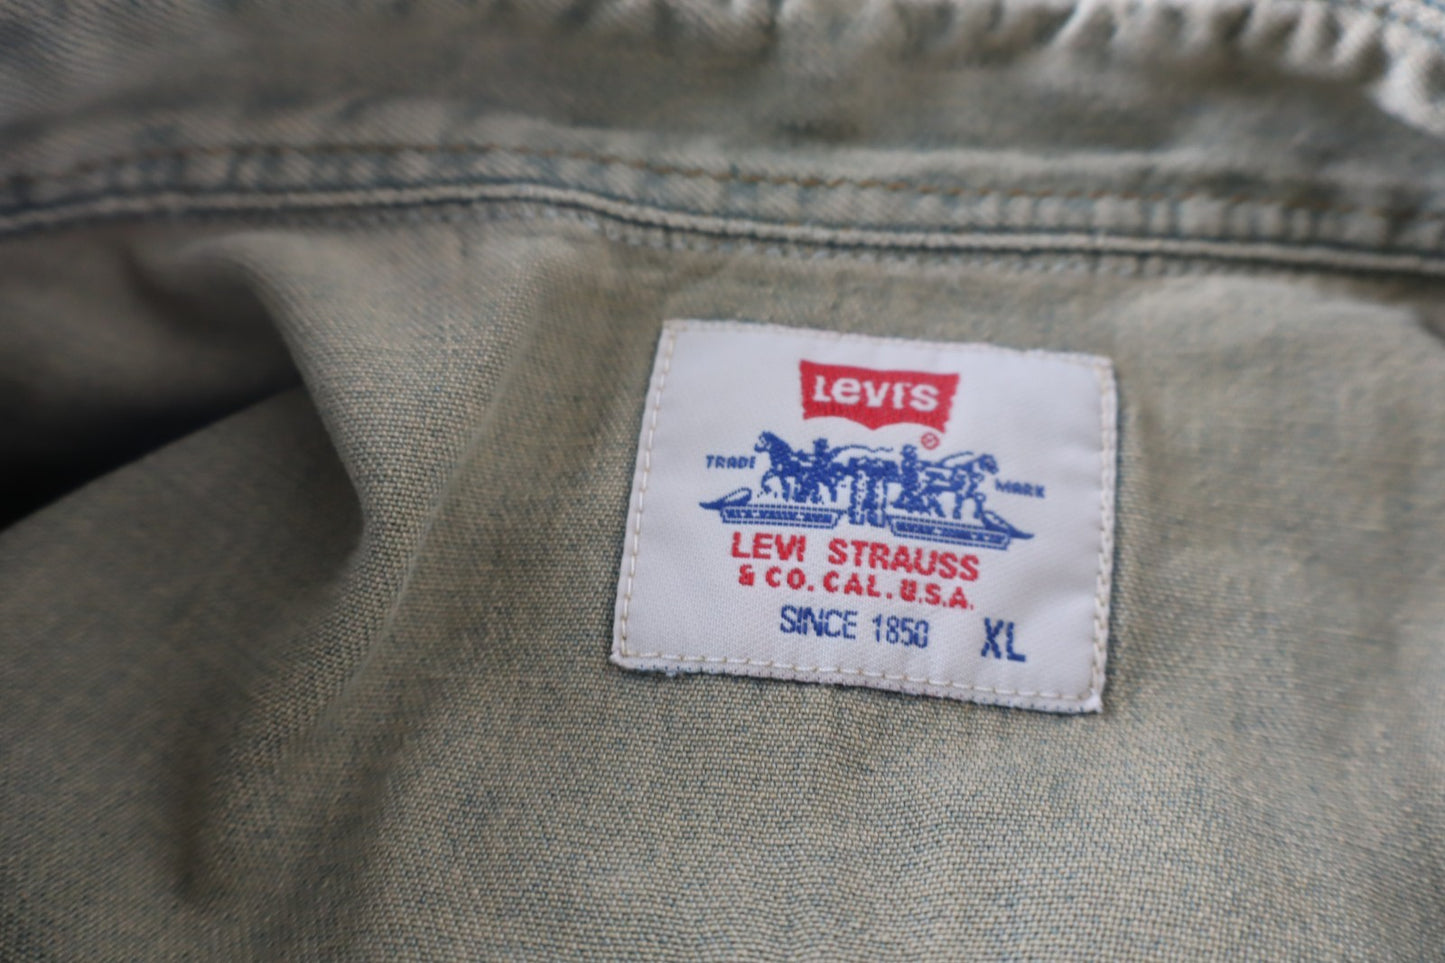 Levi's
®
TRADE MARK
LEVI STRAUSS
& CO. CAL. U.S.A.
SINCE 1850 XL